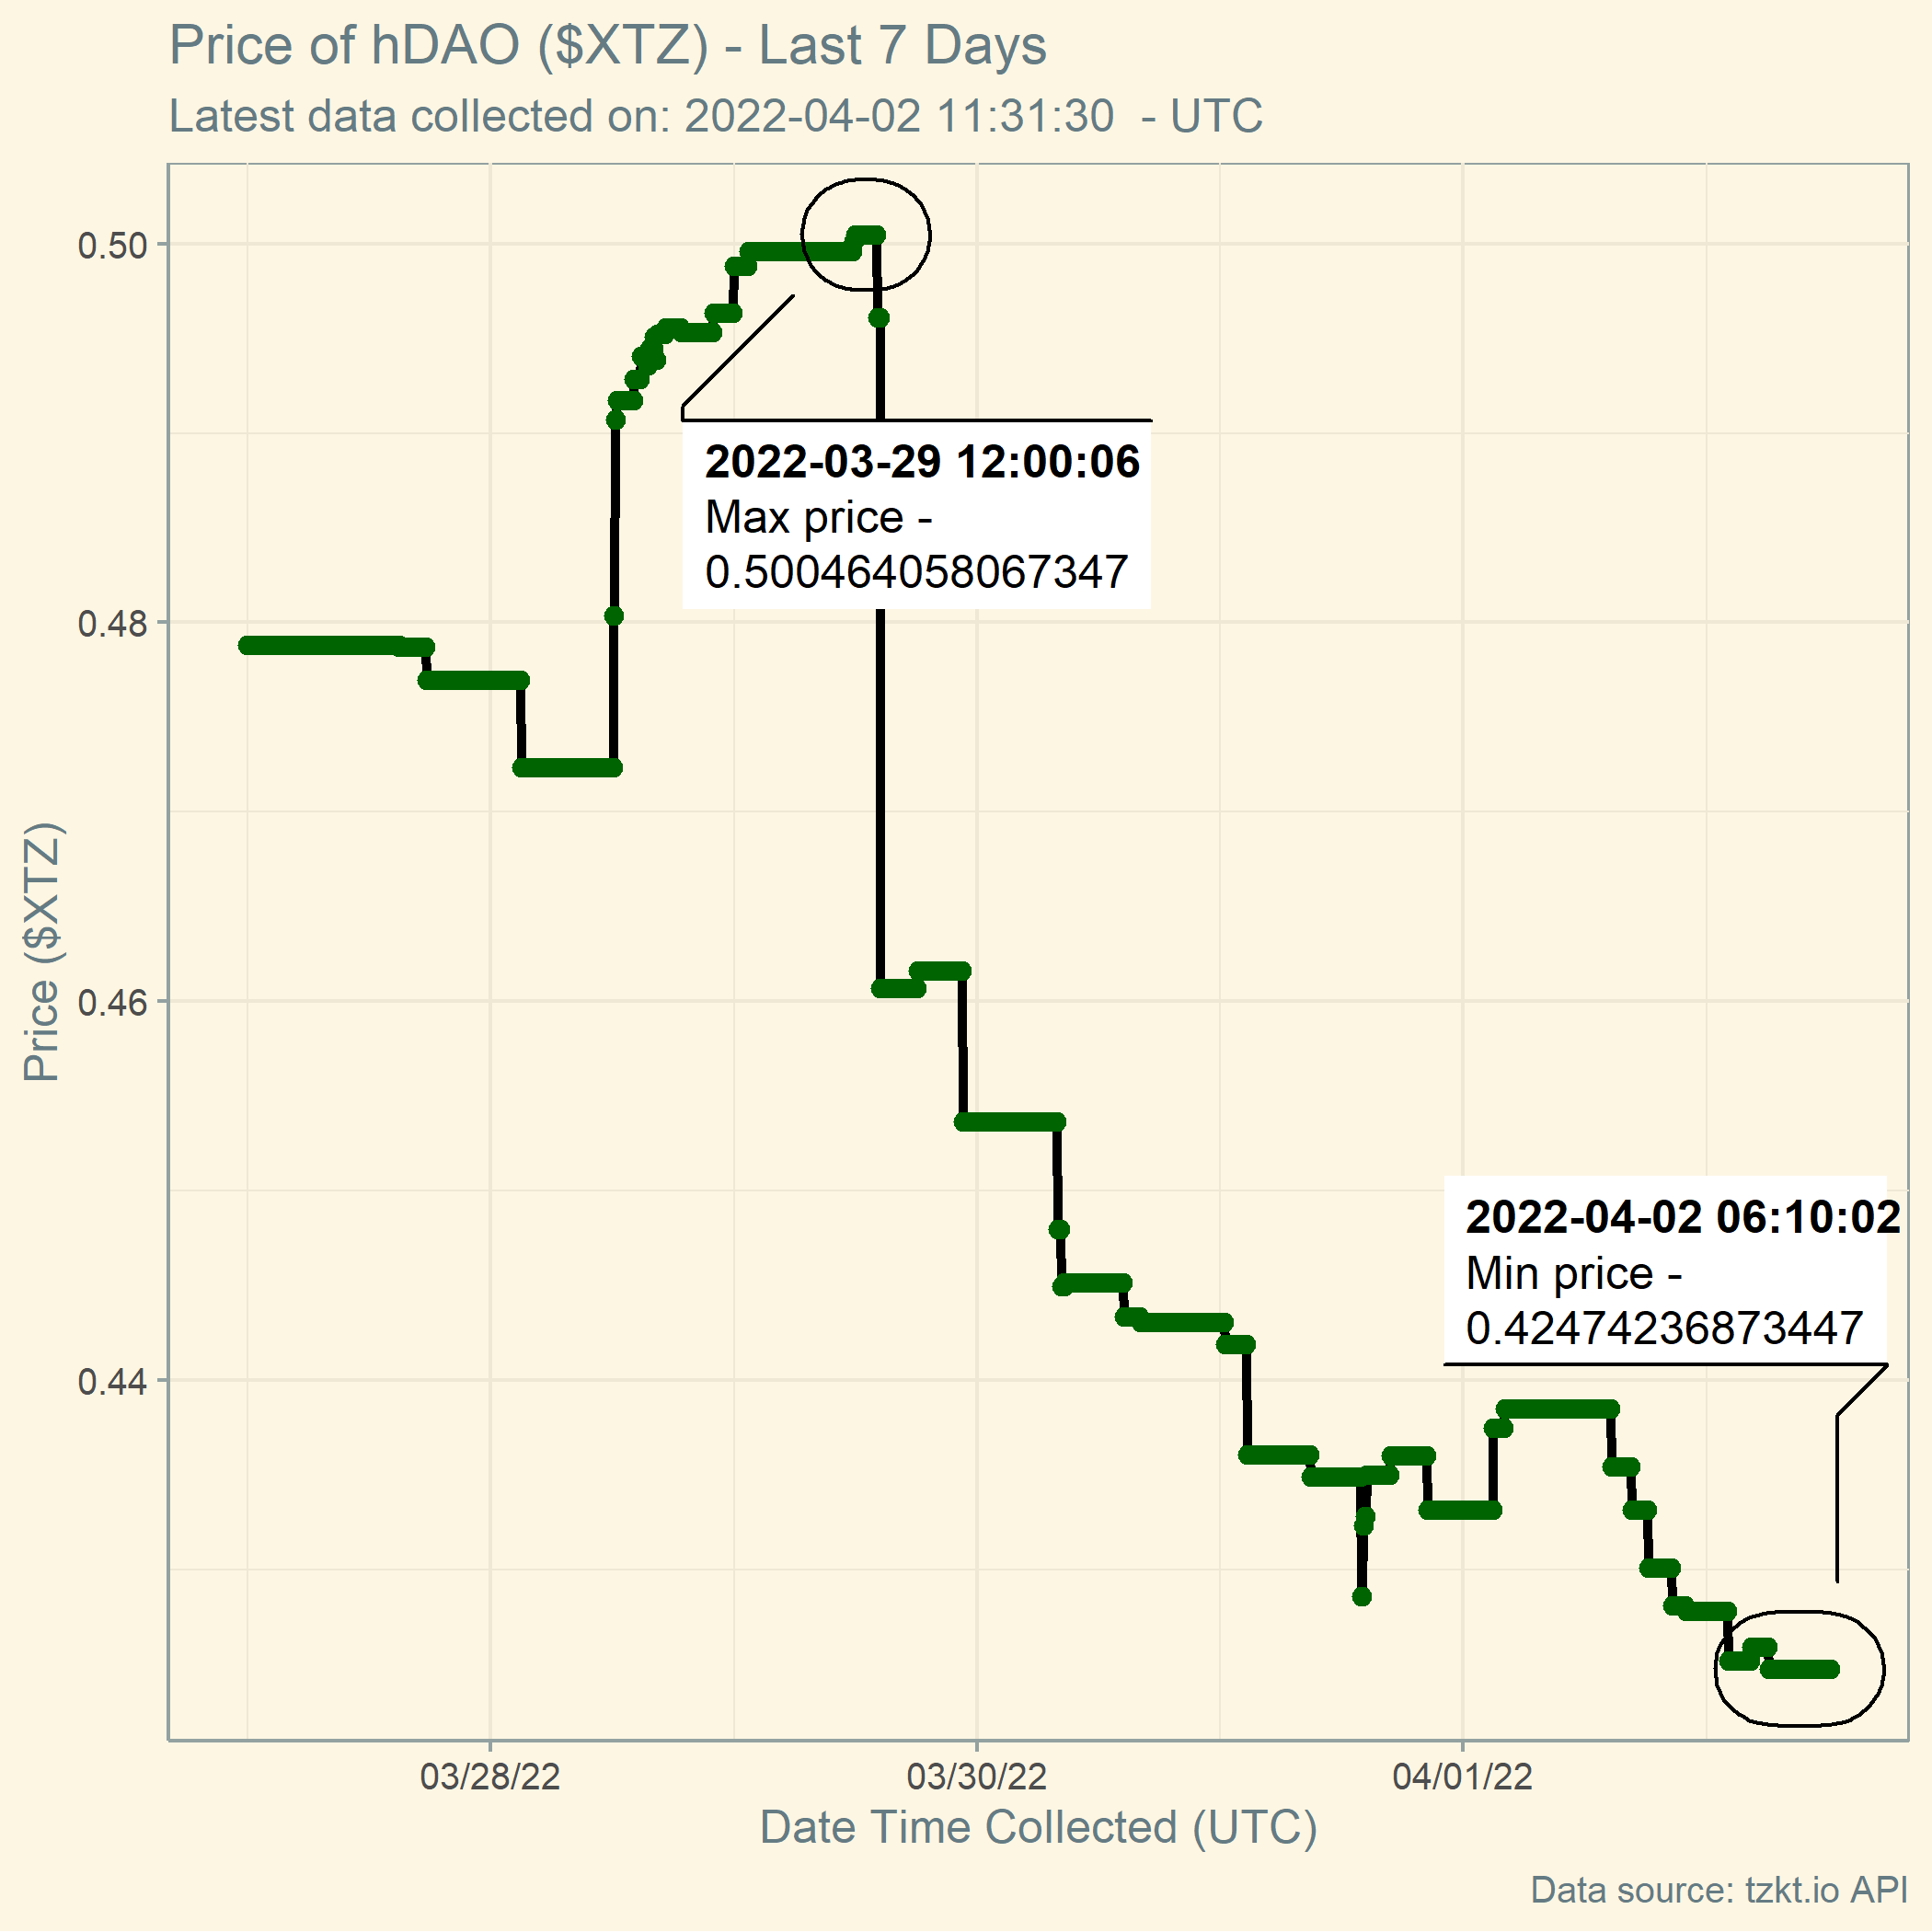 Price of hDAO ($XTZ) - Last 7 Days
Latest data collected on: 2022-04-02 11:31:30  - UTC
0.50
2022-03-29 12:00:06
Max price -
0.500464058067347
0.48
Price ($XTZ)
0.46
2022-04-02 06:10:02
Min price -
0.42474236873447
0.44
03/28/22
03/30/22
04/01/22
Date Time Collected (UTC)
Data source: tzkt.io API